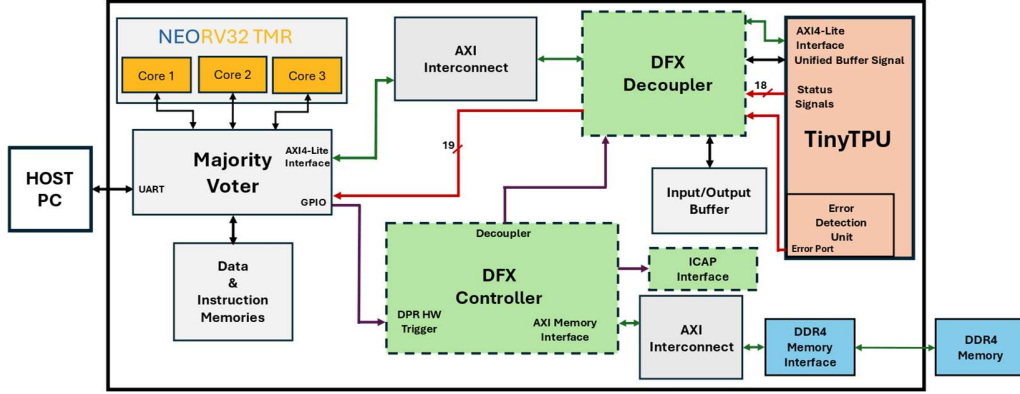 NEORV32 TMR
Core 1
Core 2
Core 3
AXI
Interconnect
DFX
Decoupler
AXI4-Lite
Interface
Unified Buffer Signal
18
Status
Signals
TinyTPU
Error
Detection
Unit
Error Port
HOST
PC
UART
Majority
Voter
AXI4-Lite
Interface
GPIO
19
Input/Output
Buffer
Data
&
Instruction
Memories
Decoupler
DFX
Controller
DPR HW
Trigger
AXI Memory
Interface
ICAP
Interface
AXI
Interconnect
DDR4
Memory
Interface
DDR4
Memory